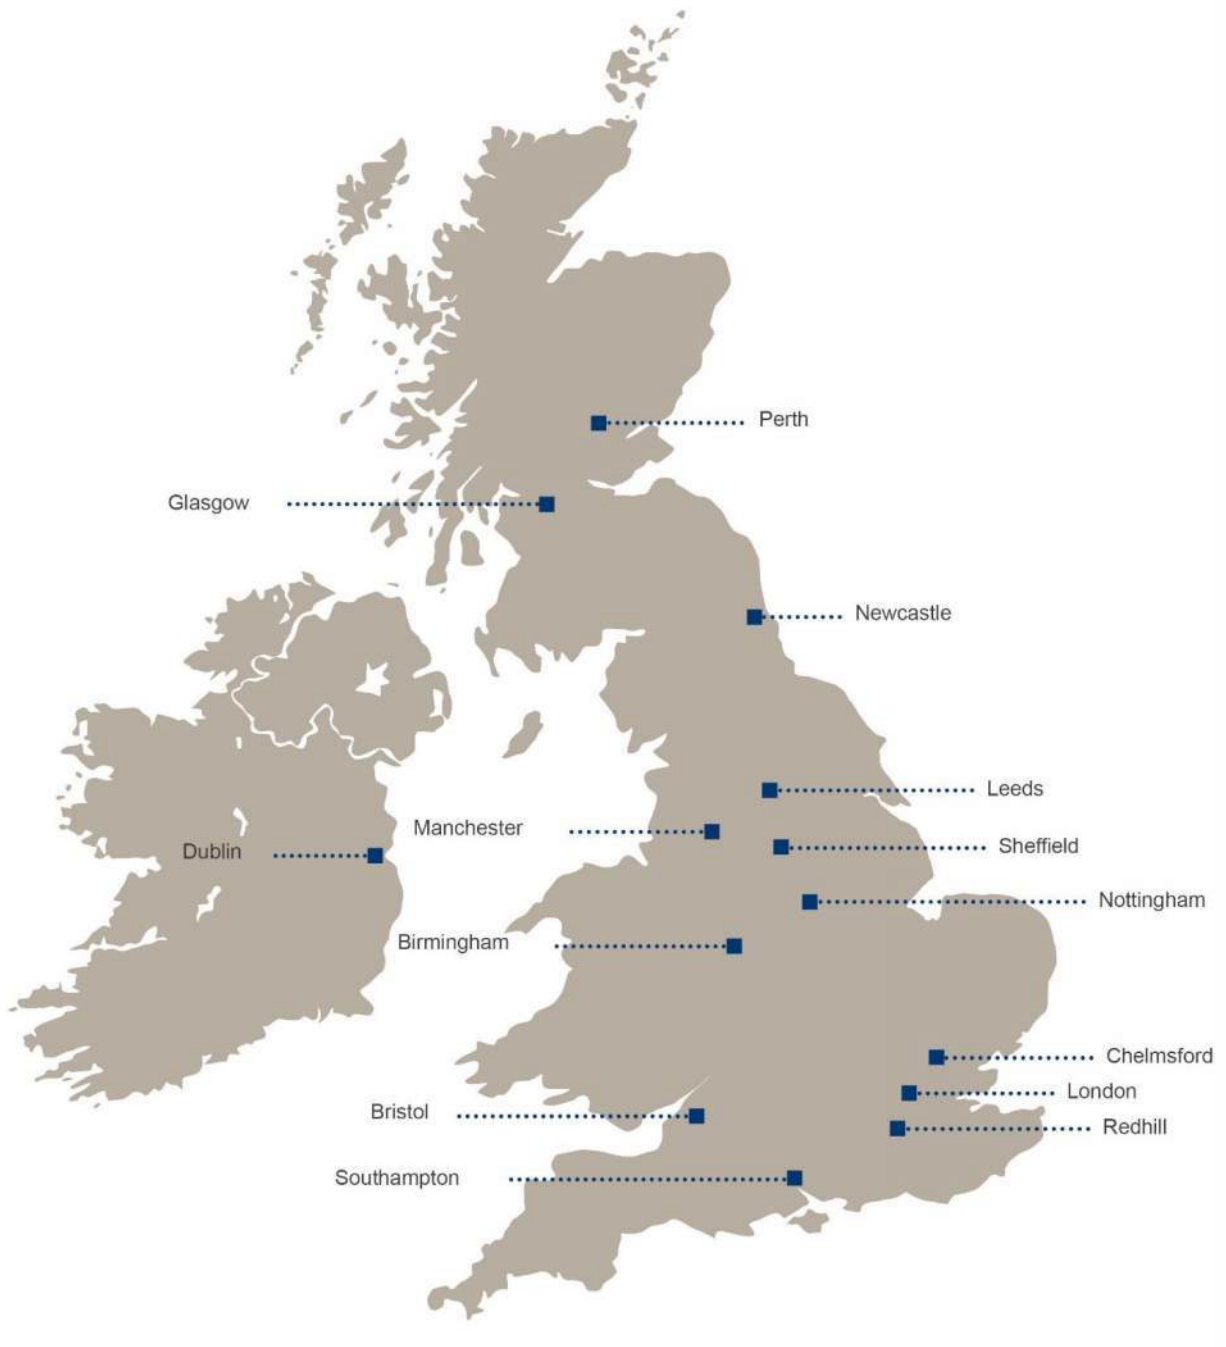 Perth
Glasgow
Newcastle
Leeds
Manchester
Sheffield
Dublin
Nottingham
Birmingham
Chelmsford
London
Bristol
Redhill
Southampton